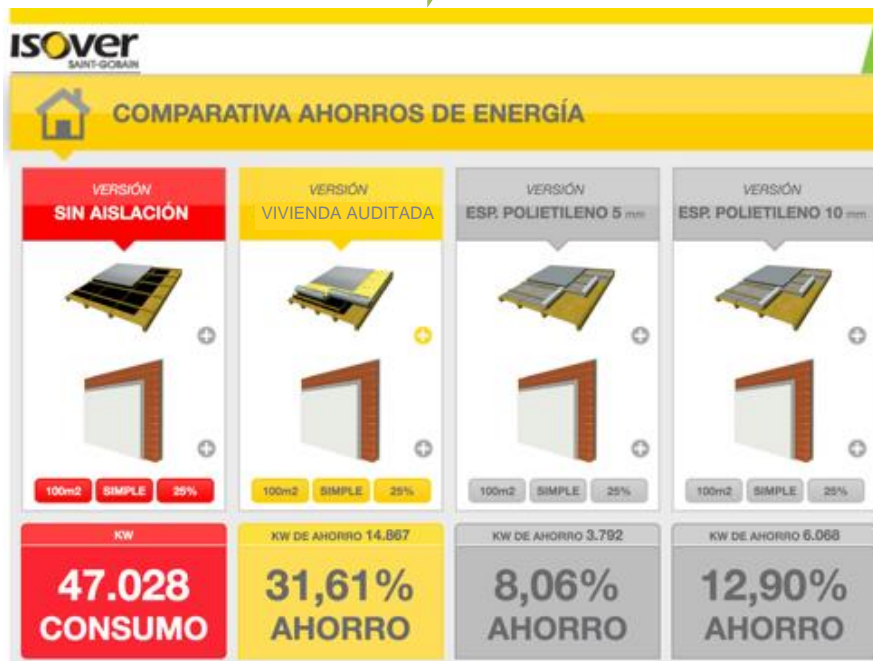 ISOVER
SAINT-GOBAIN
COMPARATIVA AHORROS DE ENERGÍA
VERSIÓN
SIN AISLACIÓN
100m2 SIMPLE 25%
KW
47.028
CONSUMO
VERSIÓN
VIVIENDA AUDITADA
100m2 SIMPLE 25%
KW DE AHORRO 14.867
31,61%
AHORRO
VERSIÓN
ESP. POLIETILENO 5 mm
100m2 SIMPLE 25%
KW DE AHORRO 3.792
8,06%
AHORRO
VERSIÓN
ESP. POLIETILENO 10 mm
100m2 SIMPLE 25%
KW DE AHORRO 6.068
12,90%
AHORRO